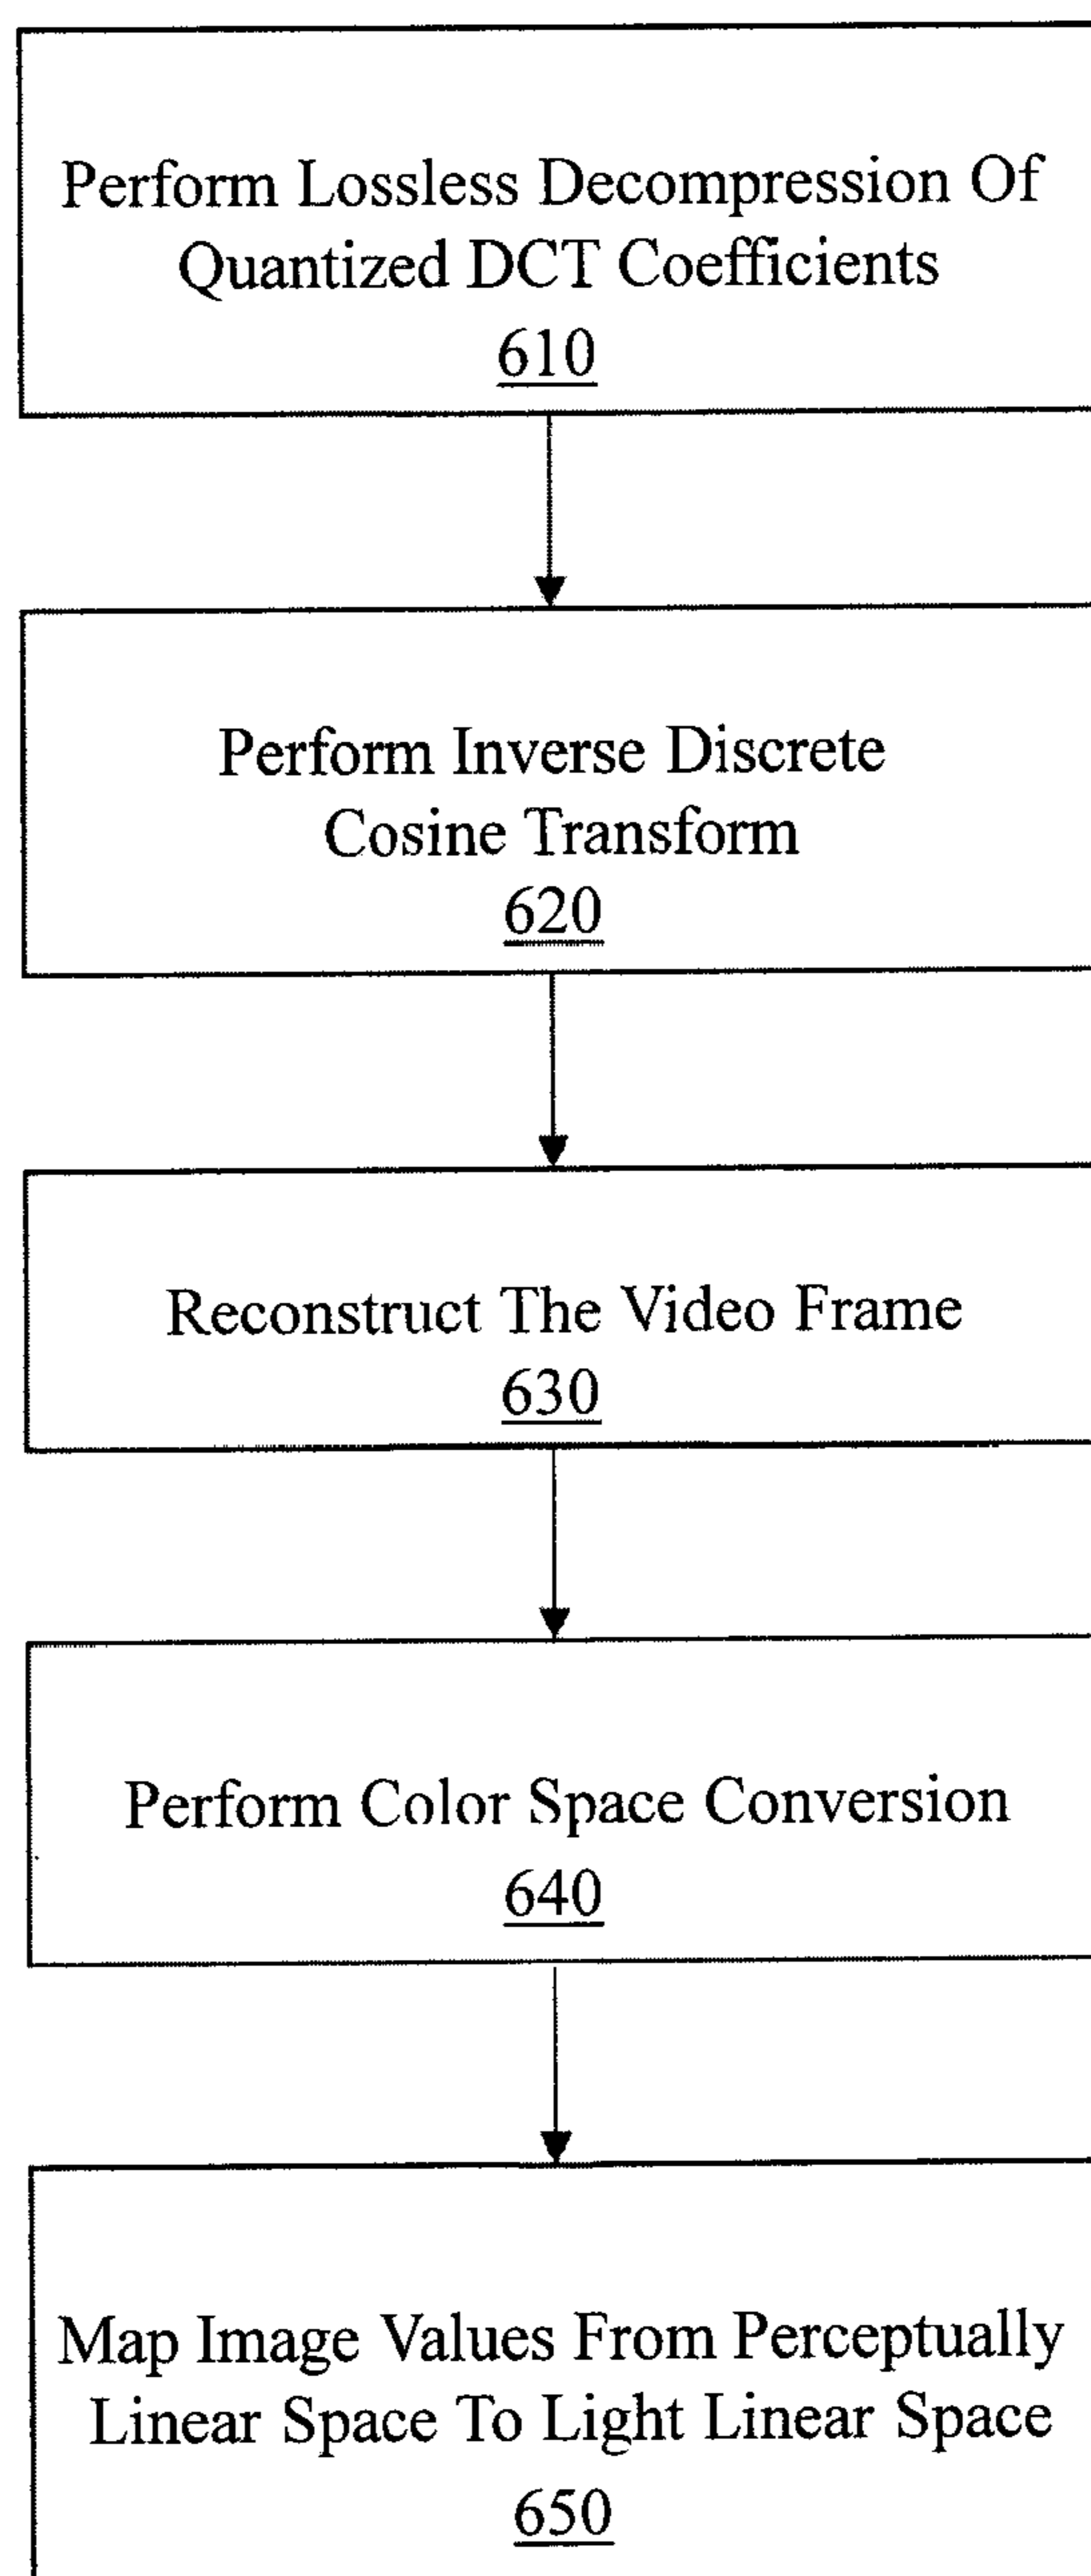 Perform Lossless Decompression Of
Quantized DCT Coefficients
610
Perform Inverse Discrete
Cosine Transform
620
Reconstruct The Video Frame
630
Perform Color Space Conversion
640
Map Image Values From Perceptually
Linear Space To Light Linear Space
650